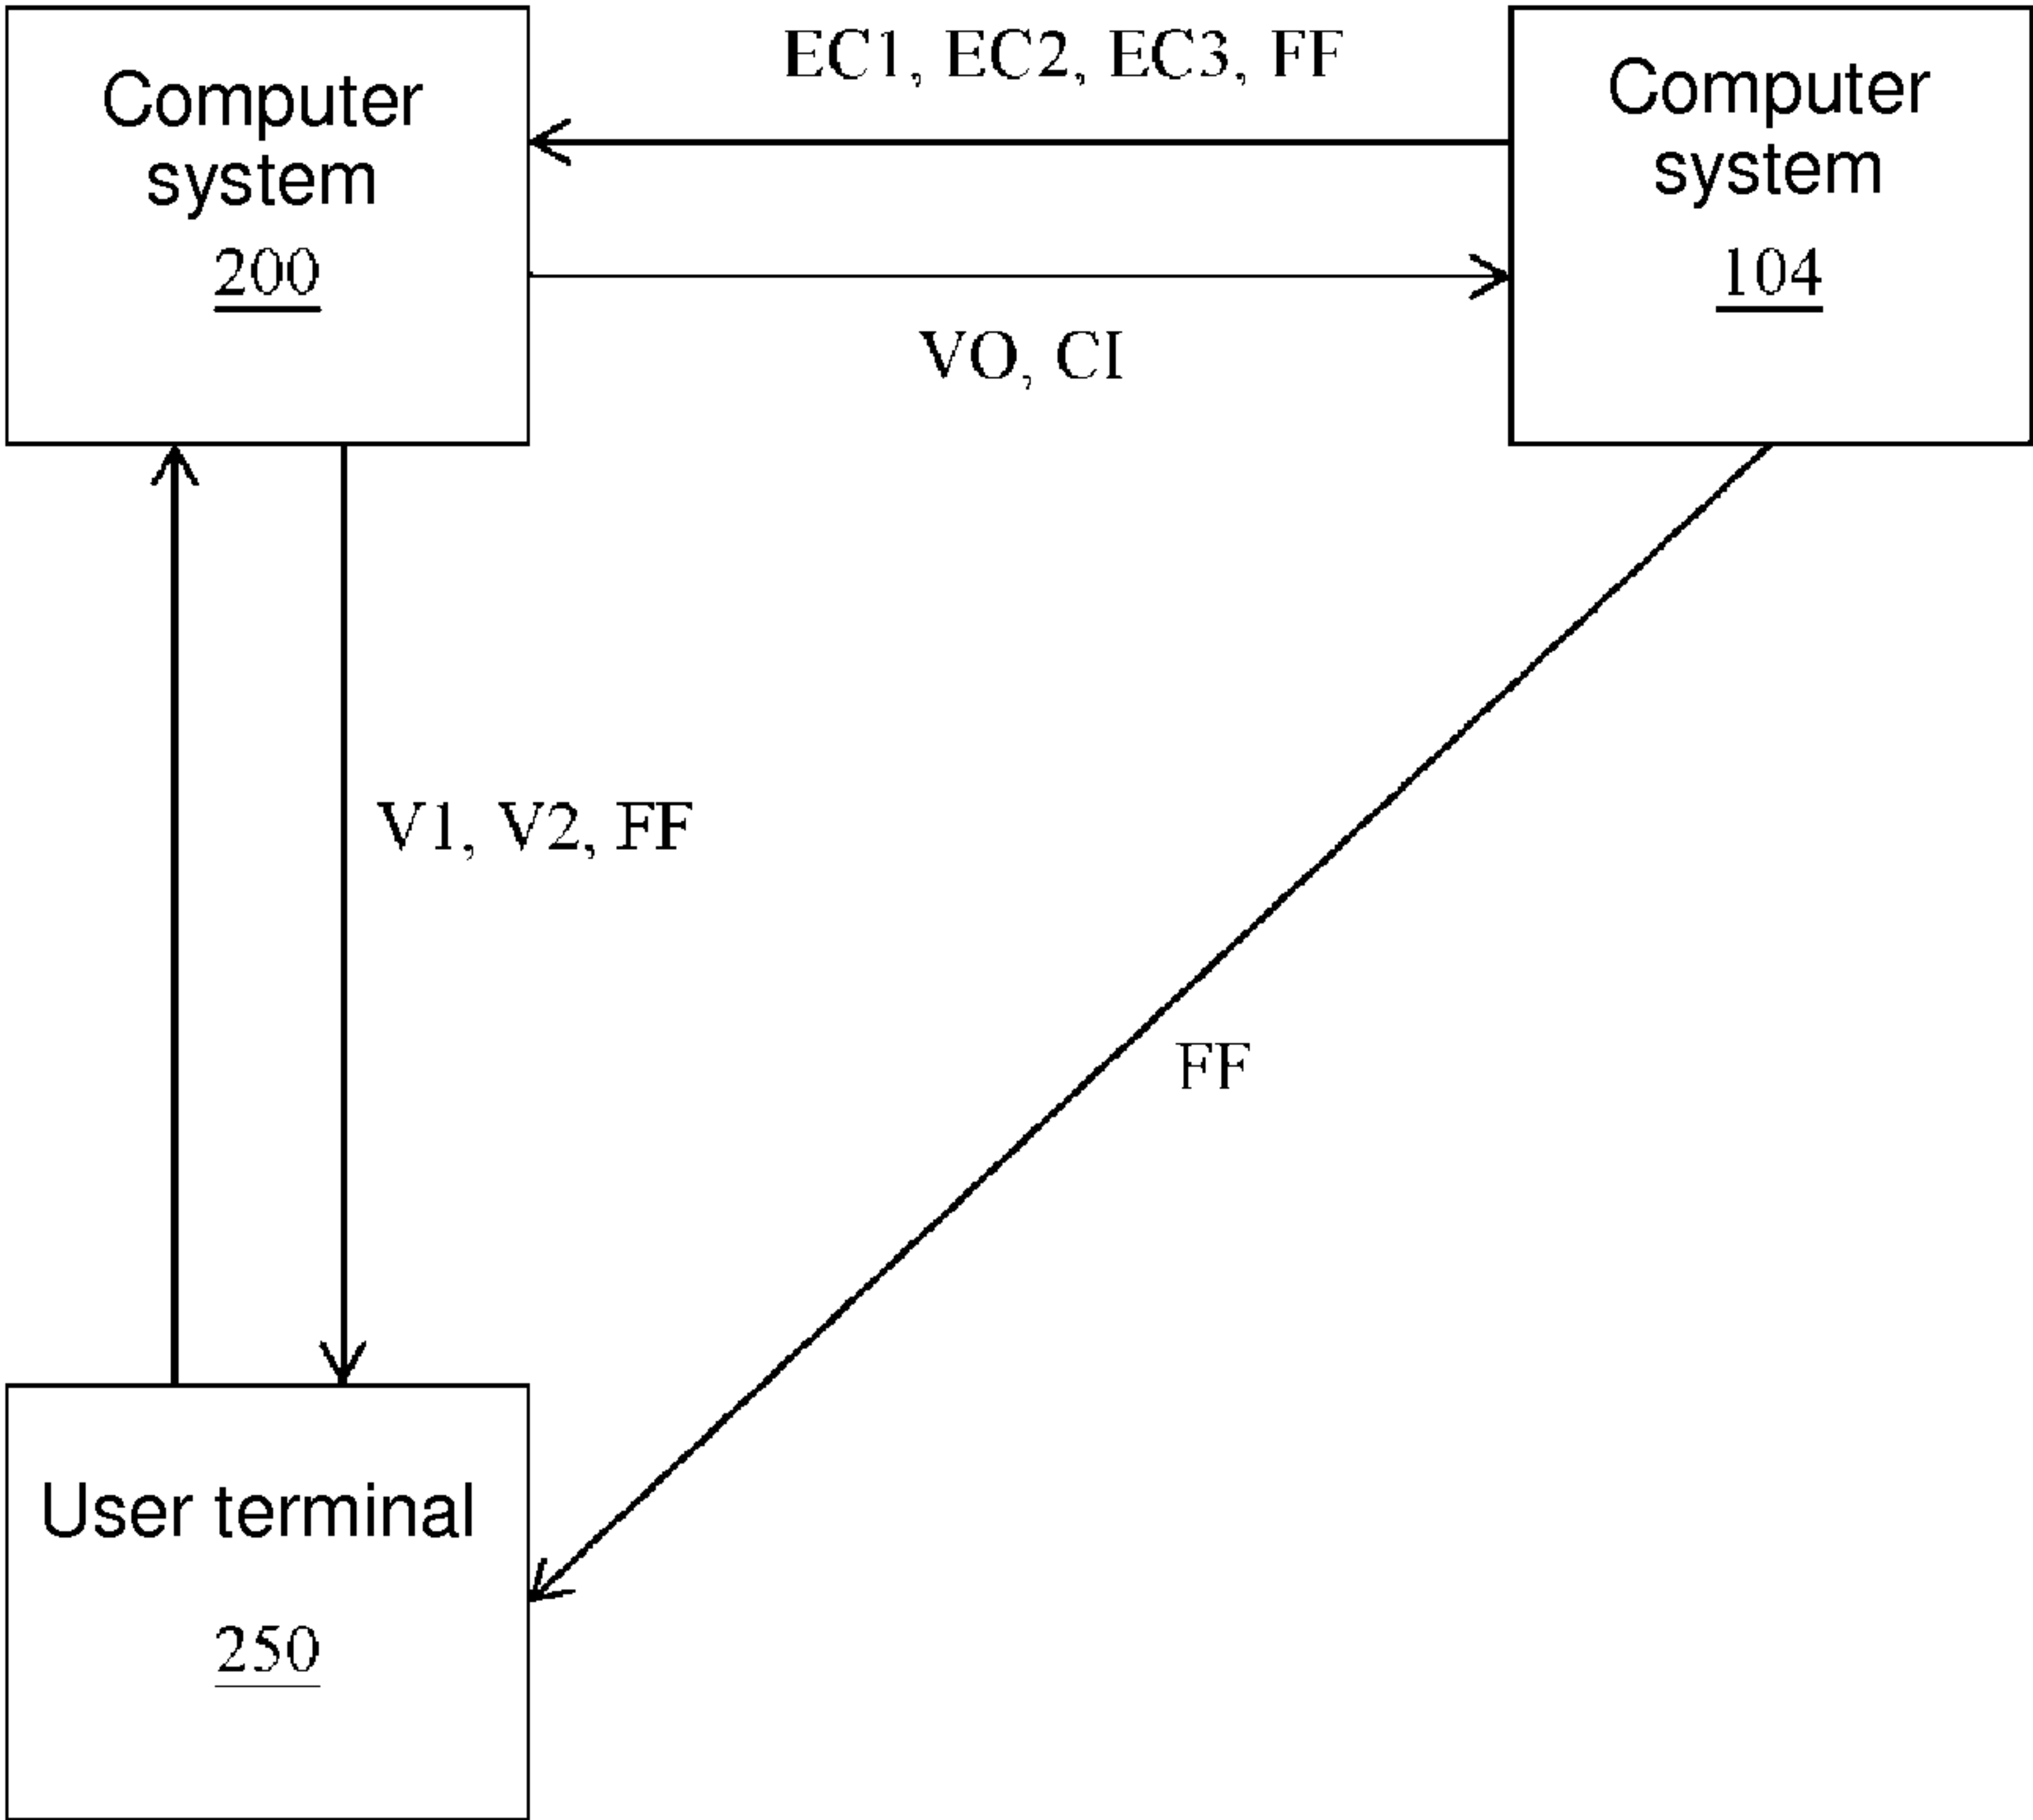 Computer
system
200
EC1, EC2, EC3, FF
VO, CI
Computer
system
104
V1, V2, FF
FF
User terminal
250